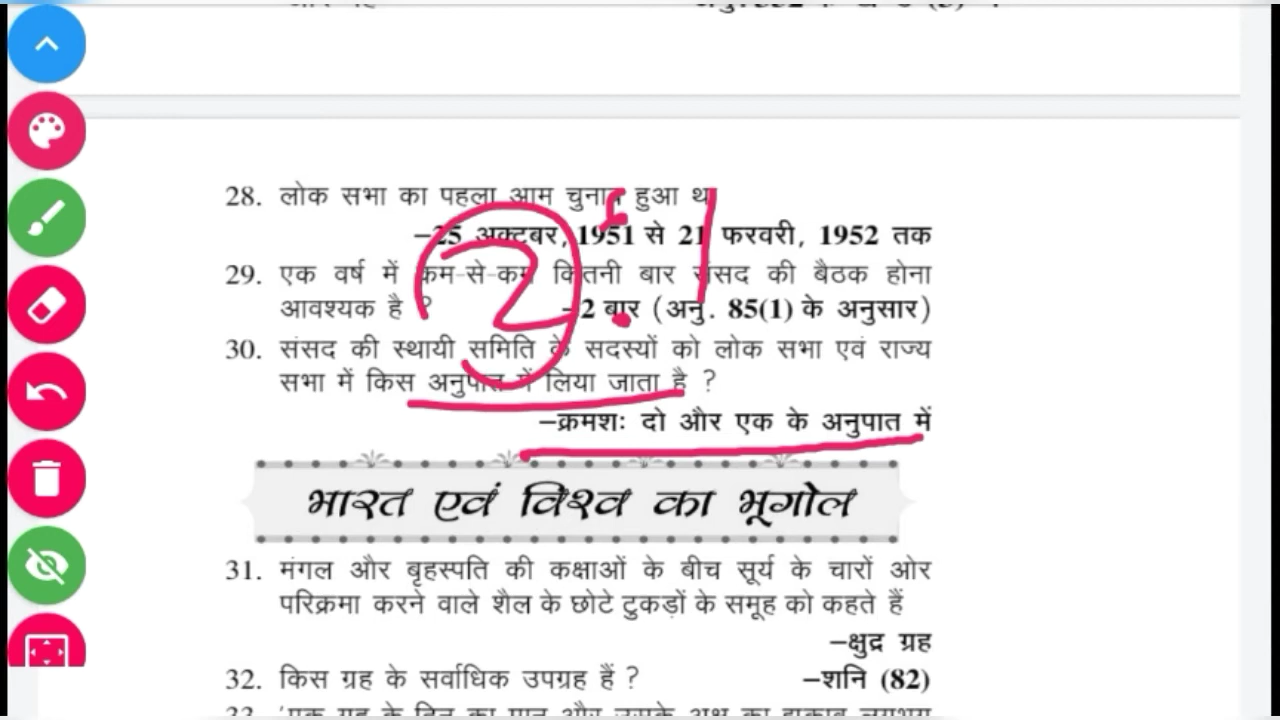 28. लोक सभा का पहला आम चुनाव हुआ था
–25 अक्टूबर, 1951 से 21 फरवरी, 1952 तक
29. एक वर्ष में कम-से-कम कितनी बार संसद की बैठक होना
आवश्यक है ? –2 बार (अनु. 85(1) के अनुसार)
30. संसद की स्थायी समिति के सदस्यों को लोक सभा एवं राज्य
सभा में किस अनुपात में लिया जाता है ?
–क्रमशः दो और एक के अनुपात में
2 : 1
भारत एवं विश्व का भूगोल
31. मंगल और बृहस्पति की कक्षाओं के बीच सूर्य के चारों ओर
परिक्रमा करने वाले शैल के छोटे टुकड़ों के समूह को कहते हैं
–क्षुद्र ग्रह
32. किस ग्रह के सर्वाधिक उपग्रह हैं ? –शनि (82)